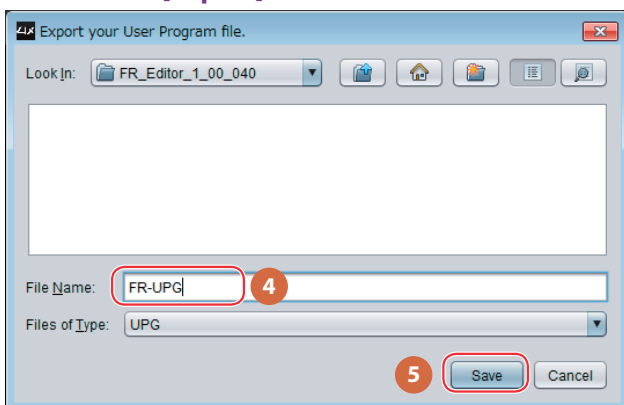 4X Export your User Program file.
Look In: FR_Editor_1_00_040
File Name: FR-UPG 4
Files of Type: UPG
5 Save Cancel